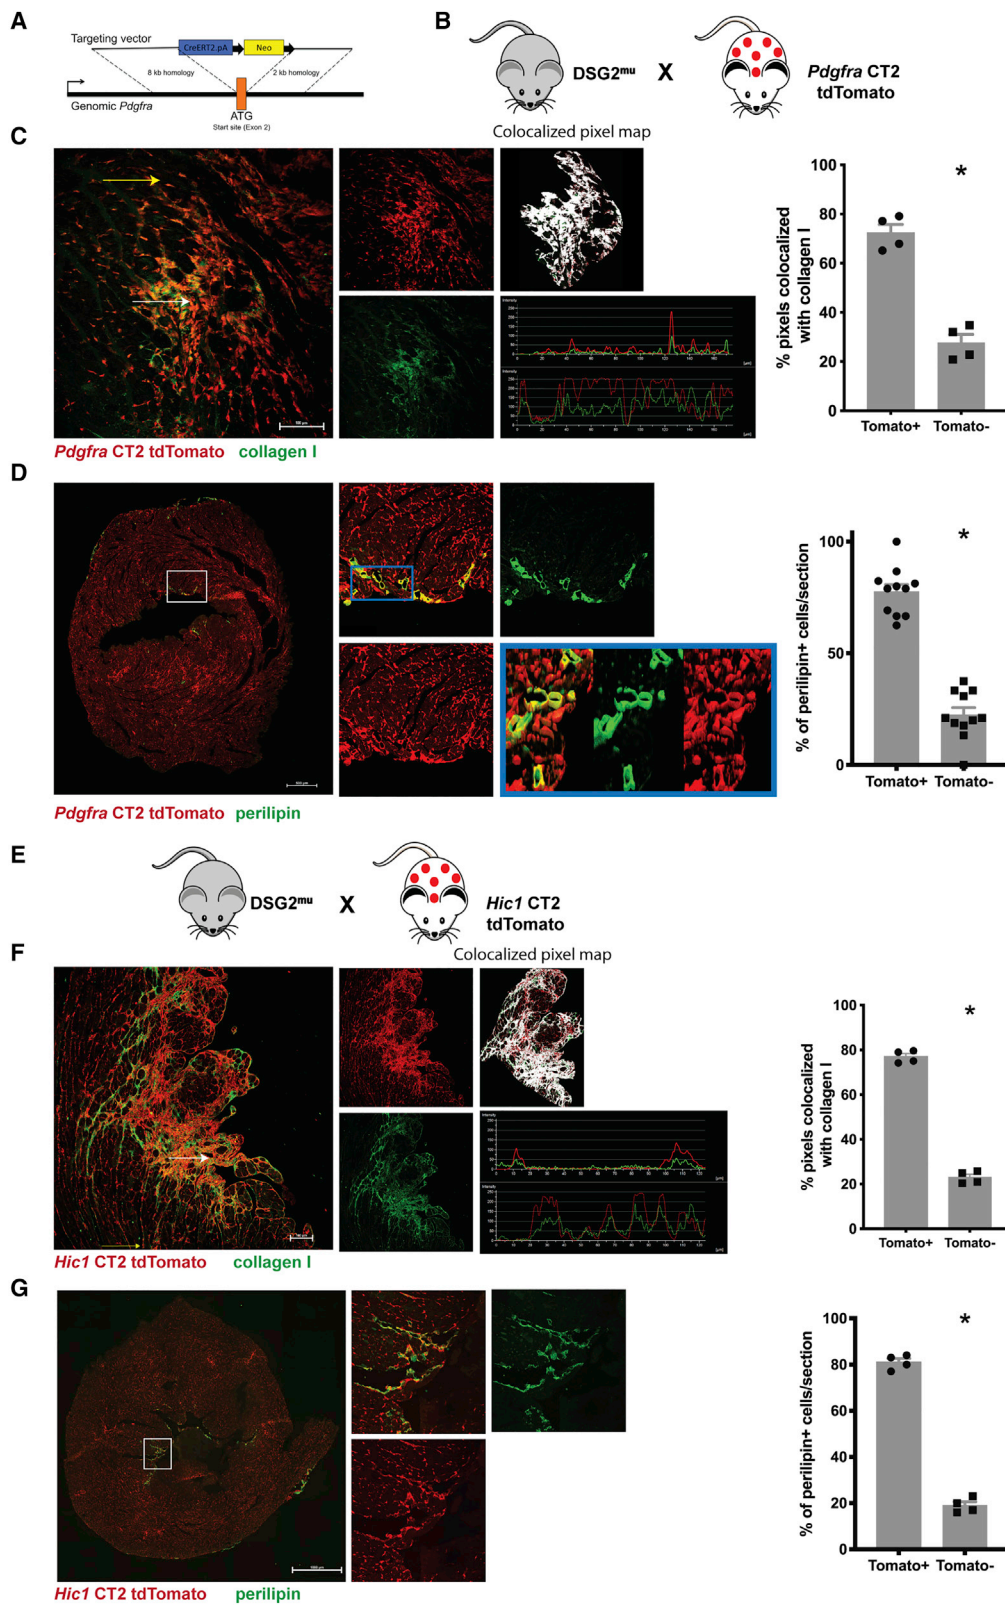 A
Targeting vector
CreERT2.pA
Neo
8 kb homology
2 kb homology
Genomic Pdgfra
ATG
Start site (Exon 2)
B
DSG2mu
X
Pdgfra CT2
tdTomato
C
Colocalized pixel map
Intensity
Intensity
Pdgfra CT2 tdTomato collagen I
% pixels colocalized
with collagen I
100
80
60
40
20
0
Tomato+ Tomato-
*
D
Pdgfra CT2 tdTomato perilipin
% of perilipin+ cells/section
100
50
0
Tomato+ Tomato-
*
E
DSG2mu
X
Hic1 CT2
tdTomato
F
Colocalized pixel map
Intensity
Intensity
Hic1 CT2 tdTomato collagen I
% pixels colocalized
with collagen I
100
80
60
40
20
0
Tomato+ Tomato-
*
G
Hic1 CT2 tdTomato perilipin
% of perilipin+ cells/section
100
80
60
40
20
0
Tomato+ Tomato-
*